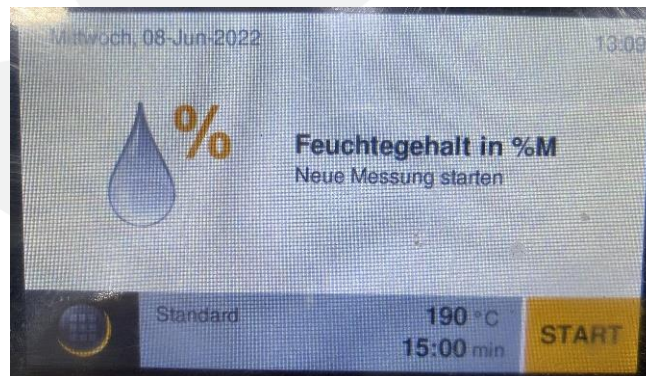 Mittwoch, 08-Jun-2022 13:09
%
Feuchtegehalt in %M
Neue Messung starten
Standard 190 °C
15:00 min
START